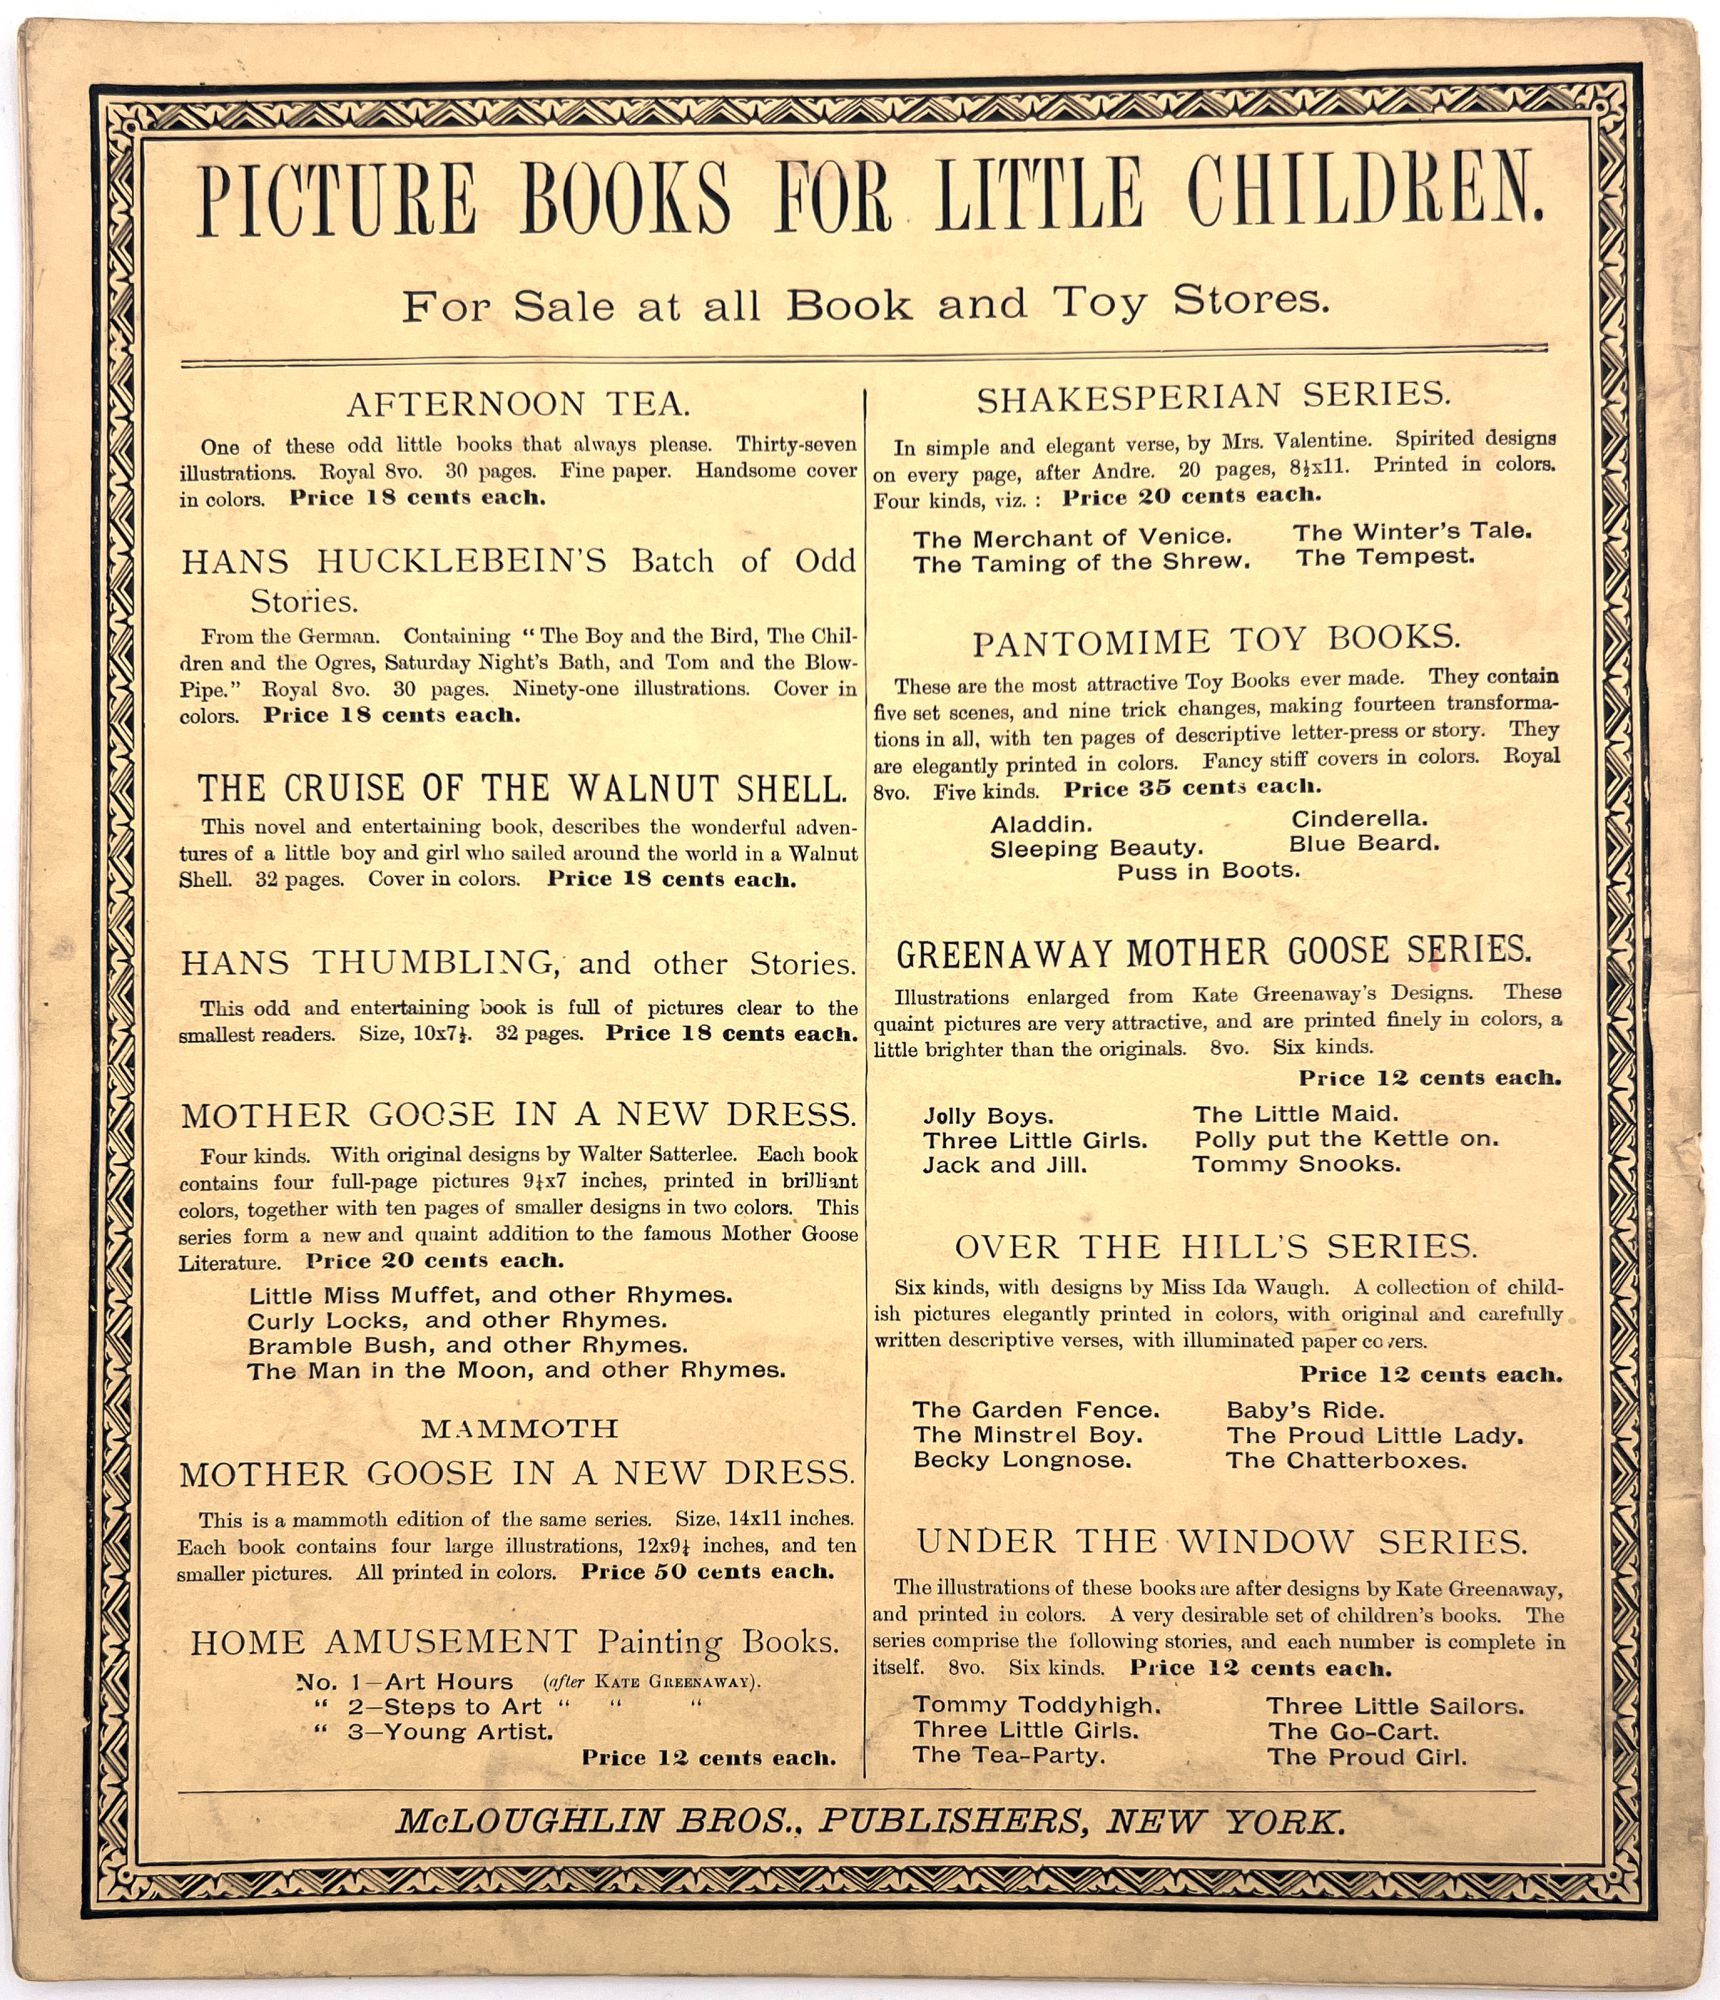 PICTURE BOOKS FOR LITTLE CHILDREN.
For Sale at all Book and Toy Stores.
AFTERNOON TEA.
One of these odd little books that always please. Thirty-seven
illustrations. Royal 8vo. 30 pages. Fine paper. Handsome cover
in colors. Price 18 cents each.
HANS HUCKLEBEIN'S Batch of Odd
Stories.
From the German. Containing “The Boy and the Bird, The Chil-
dren and the Ogres, Saturday Night's Bath, and Tom and the Blow-
Pipe.” Royal 8vo. 30 pages. Ninety-one illustrations. Cover in
colors. Price 18 cents each.
THE CRUISE OF THE WALNUT SHELL.
This novel and entertaining book, describes the wonderful adven-
tures of a little boy and girl who sailed around the world in a Walnut
Shell. 32 pages. Cover in colors. Price 18 cents each.
HANS THUMBLING, and other Stories.
This odd and entertaining book is full of pictures clear to the
smallest readers. Size, 10x7½. 32 pages. Price 18 cents each.
MOTHER GOOSE IN A NEW DRESS.
Four kinds. With original designs by Walter Satterlee. Each book
contains four full-page pictures 9¼x7 inches, printed in brilliant
colors, together with ten pages of smaller designs in two colors. This
series form a new and quaint addition to the famous Mother Goose
Literature. Price 20 cents each.
Little Miss Muffet, and other Rhymes.
Curly Locks, and other Rhymes.
Bramble Bush, and other Rhymes.
The Man in the Moon, and other Rhymes.
MAMMOTH
MOTHER GOOSE IN A NEW DRESS.
This is a mammoth edition of the same series. Size, 14x11 inches.
Each book contains four large illustrations, 12x9¼ inches, and ten
smaller pictures. All printed in colors. Price 50 cents each.
HOME AMUSEMENT Painting Books.
No. 1—Art Hours (after KATE GREENAWAY).
“ 2—Steps to Art “ “ “
“ 3—Young Artist.
Price 12 cents each.
SHAKESPERIAN SERIES.
In simple and elegant verse, by Mrs. Valentine. Spirited designs
on every page, after Andre. 20 pages, 8½x11. Printed in colors.
Four kinds, viz. : Price 20 cents each.
The Merchant of Venice. The Winter's Tale.
The Taming of the Shrew. The Tempest.
PANTOMIME TOY BOOKS.
These are the most attractive Toy Books ever made. They contain
five set scenes, and nine trick changes, making fourteen transforma-
tions in all, with ten pages of descriptive letter-press or story. They
are elegantly printed in colors. Fancy stiff covers in colors. Royal
8vo. Five kinds. Price 35 cents each.
Aladdin. Cinderella.
Sleeping Beauty. Blue Beard.
Puss in Boots.
GREENAWAY MOTHER GOOSE SERIES.
Illustrations enlarged from Kate Greenaway's Designs. These
quaint pictures are very attractive, and are printed finely in colors, a
little brighter than the originals. 8vo. Six kinds.
Price 12 cents each.
Jolly Boys. The Little Maid.
Three Little Girls. Polly put the Kettle on.
Jack and Jill. Tommy Snooks.
OVER THE HILL'S SERIES.
Six kinds, with designs by Miss Ida Waugh. A collection of child-
ish pictures elegantly printed in colors, with original and carefully
written descriptive verses, with illuminated paper covers.
Price 12 cents each.
The Garden Fence. Baby's Ride.
The Minstrel Boy. The Proud Little Lady.
Becky Longnose. The Chatterboxes.
UNDER THE WINDOW SERIES.
The illustrations of these books are after designs by Kate Greenaway,
and printed in colors. A very desirable set of children's books. The
series comprise the following stories, and each number is complete in
itself. 8vo. Six kinds. Price 12 cents each.
Tommy Toddyhigh. Three Little Sailors.
Three Little Girls. The Go-Cart.
The Tea-Party. The Proud Girl.
McLOUGHLIN BROS., PUBLISHERS, NEW YORK.